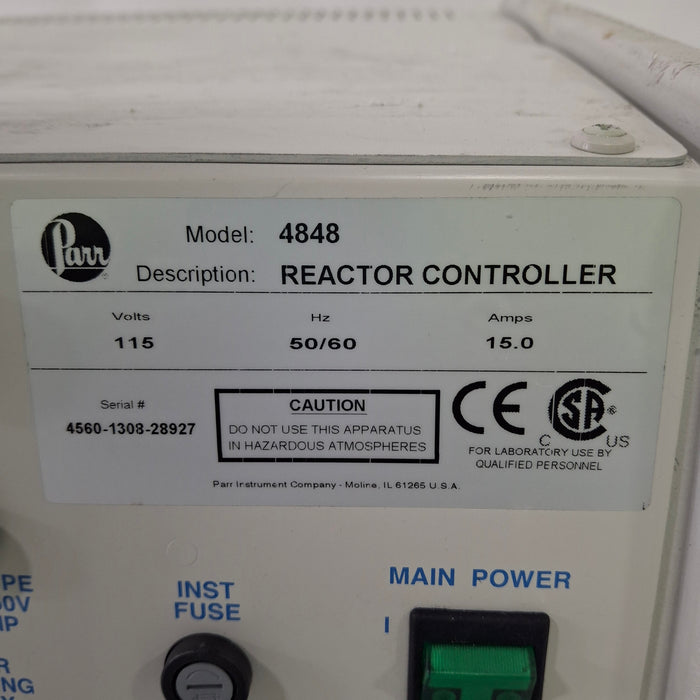 Parr
Model: 4848
Description: REACTOR CONTROLLER
Volts Hz Amps
115 50/60 15.0
Serial #
4560-1308-28927
CAUTION
DO NOT USE THIS APPARATUS
IN HAZARDOUS ATMOSPHERES
CE
SA
C US
FOR LABORATORY USE BY
QUALIFIED PERSONNEL
Parr Instrument Company - Moline, IL 61265 U.S.A.
INST
FUSE
MAIN POWER
I